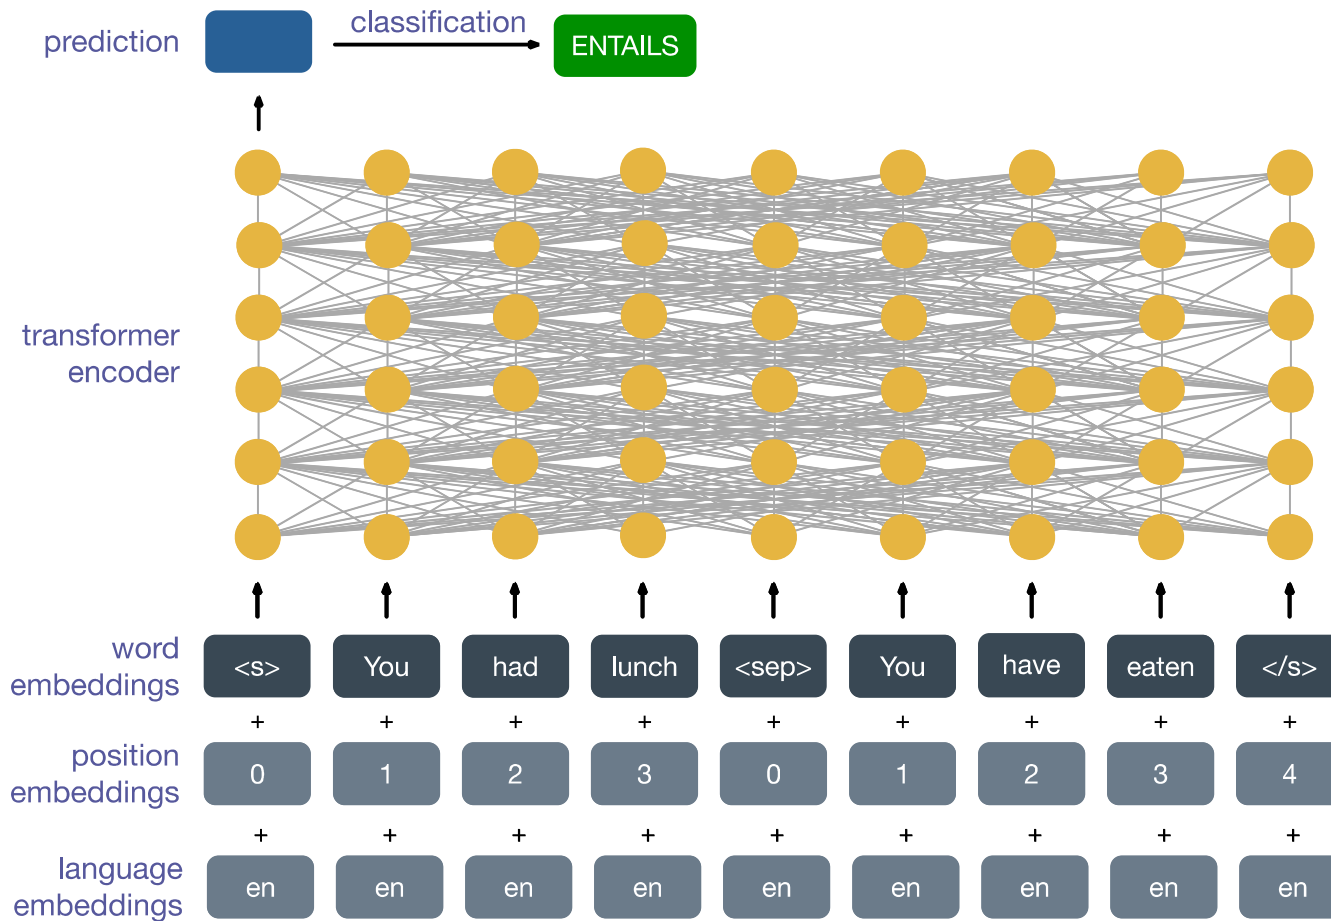 prediction
classification
ENTAILS
transformer
encoder
word
embeddings
<s> You had lunch <sep> You have eaten </s>
+ + + + + + + + +
position
embeddings
0 1 2 3 0 1 2 3 4
+ + + + + + + + +
language
embeddings
en en en en en en en en en